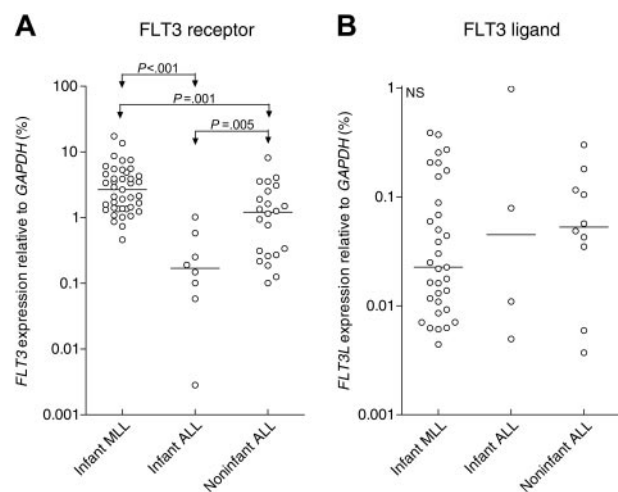 A
FLT3 receptor
FLT3 expression relative to GAPDH (%)
100
10
1
0.1
0.01
0.001
P<.001
P=.001
P=.005
Infant MLL
Infant ALL
Noninfant ALL
B
FLT3 ligand
FLT3L expression relative to GAPDH (%)
1
0.1
0.01
0.001
NS
Infant MLL
Infant ALL
Noninfant ALL